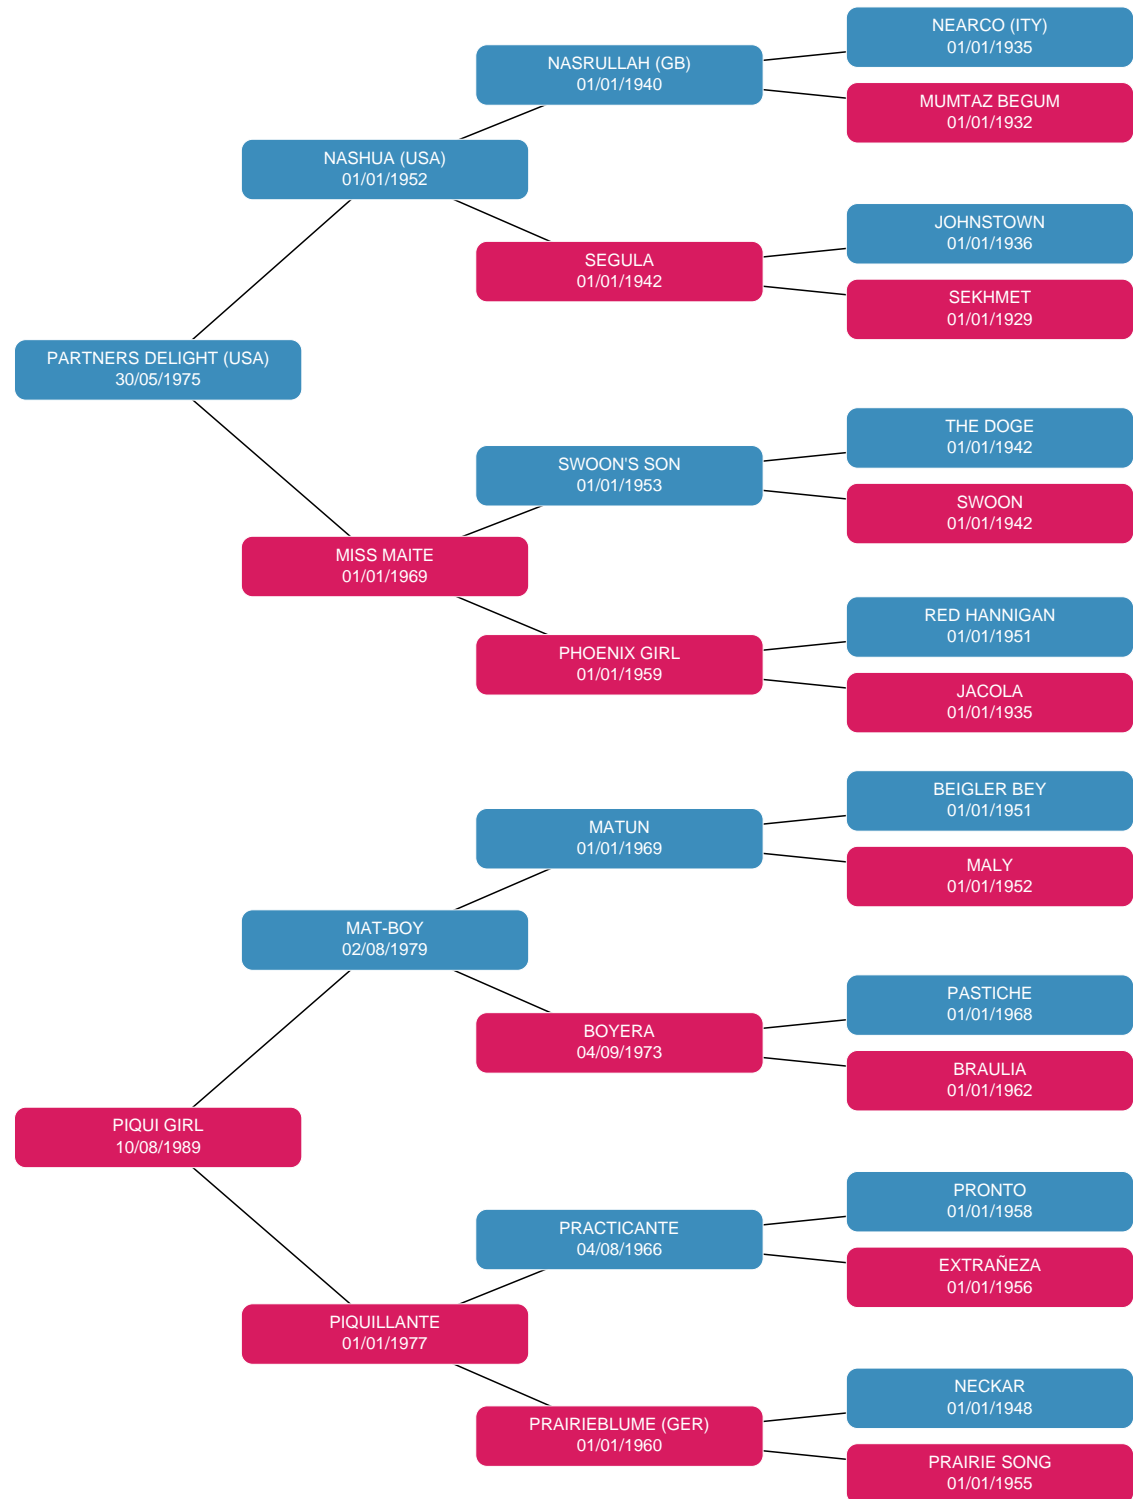 NEARCO (ITY)
01/01/1935
NASRULLAH (GB)
01/01/1940
MUMTAZ BEGUM
01/01/1932
NASHUA (USA)
01/01/1952
JOHNSTOWN
01/01/1936
SEGULA
01/01/1942
SEKHMET
01/01/1929
PARTNERS DELIGHT (USA)
30/05/1975
THE DOGE
01/01/1942
SWOON'S SON
01/01/1953
SWOON
01/01/1942
MISS MAITE
01/01/1969
RED HANNIGAN
01/01/1951
PHOENIX GIRL
01/01/1959
JACOLA
01/01/1935
BEIGLER BEY
01/01/1951
MATUN
01/01/1969
MALY
01/01/1952
MAT-BOY
02/08/1979
PASTICHE
01/01/1968
BOYERA
04/09/1973
BRAULIA
01/01/1962
PIQUI GIRL
10/08/1989
PRONTO
01/01/1958
PRACTICANTE
04/08/1966
EXTRAÑEZA
01/01/1956
PIQUILLANTE
01/01/1977
NECKAR
01/01/1948
PRAIRIEBLUME (GER)
01/01/1960
PRAIRIE SONG
01/01/1955